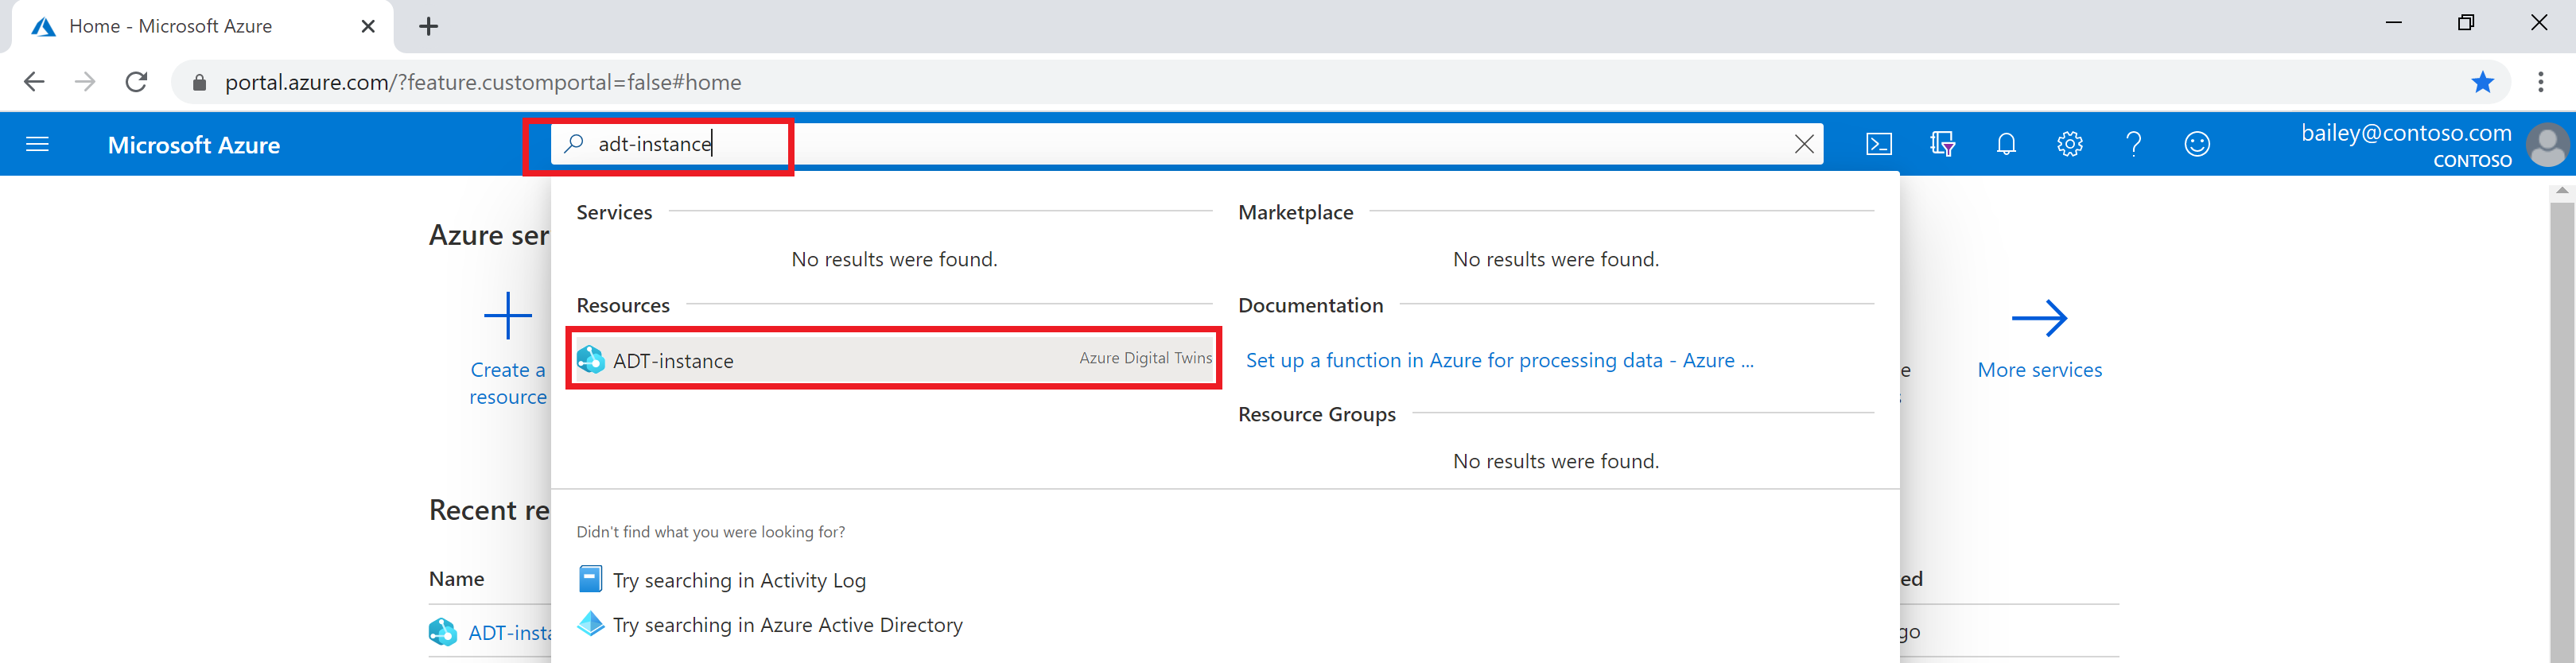 Home - Microsoft Azure
portal.azure.com/?feature.customportal=false#home
Microsoft Azure
adt-instance
bailey@contoso.com
CONTOSO
Azure ser
Create a
resource
More services
Services
No results were found.
Marketplace
No results were found.
Resources
ADT-instance
Azure Digital Twins
Documentation
Set up a function in Azure for processing data - Azure ...
Resource Groups
No results were found.
Didn't find what you were looking for?
Try searching in Activity Log
Try searching in Azure Active Directory
Recent re
Name
ed
ADT-insta
go